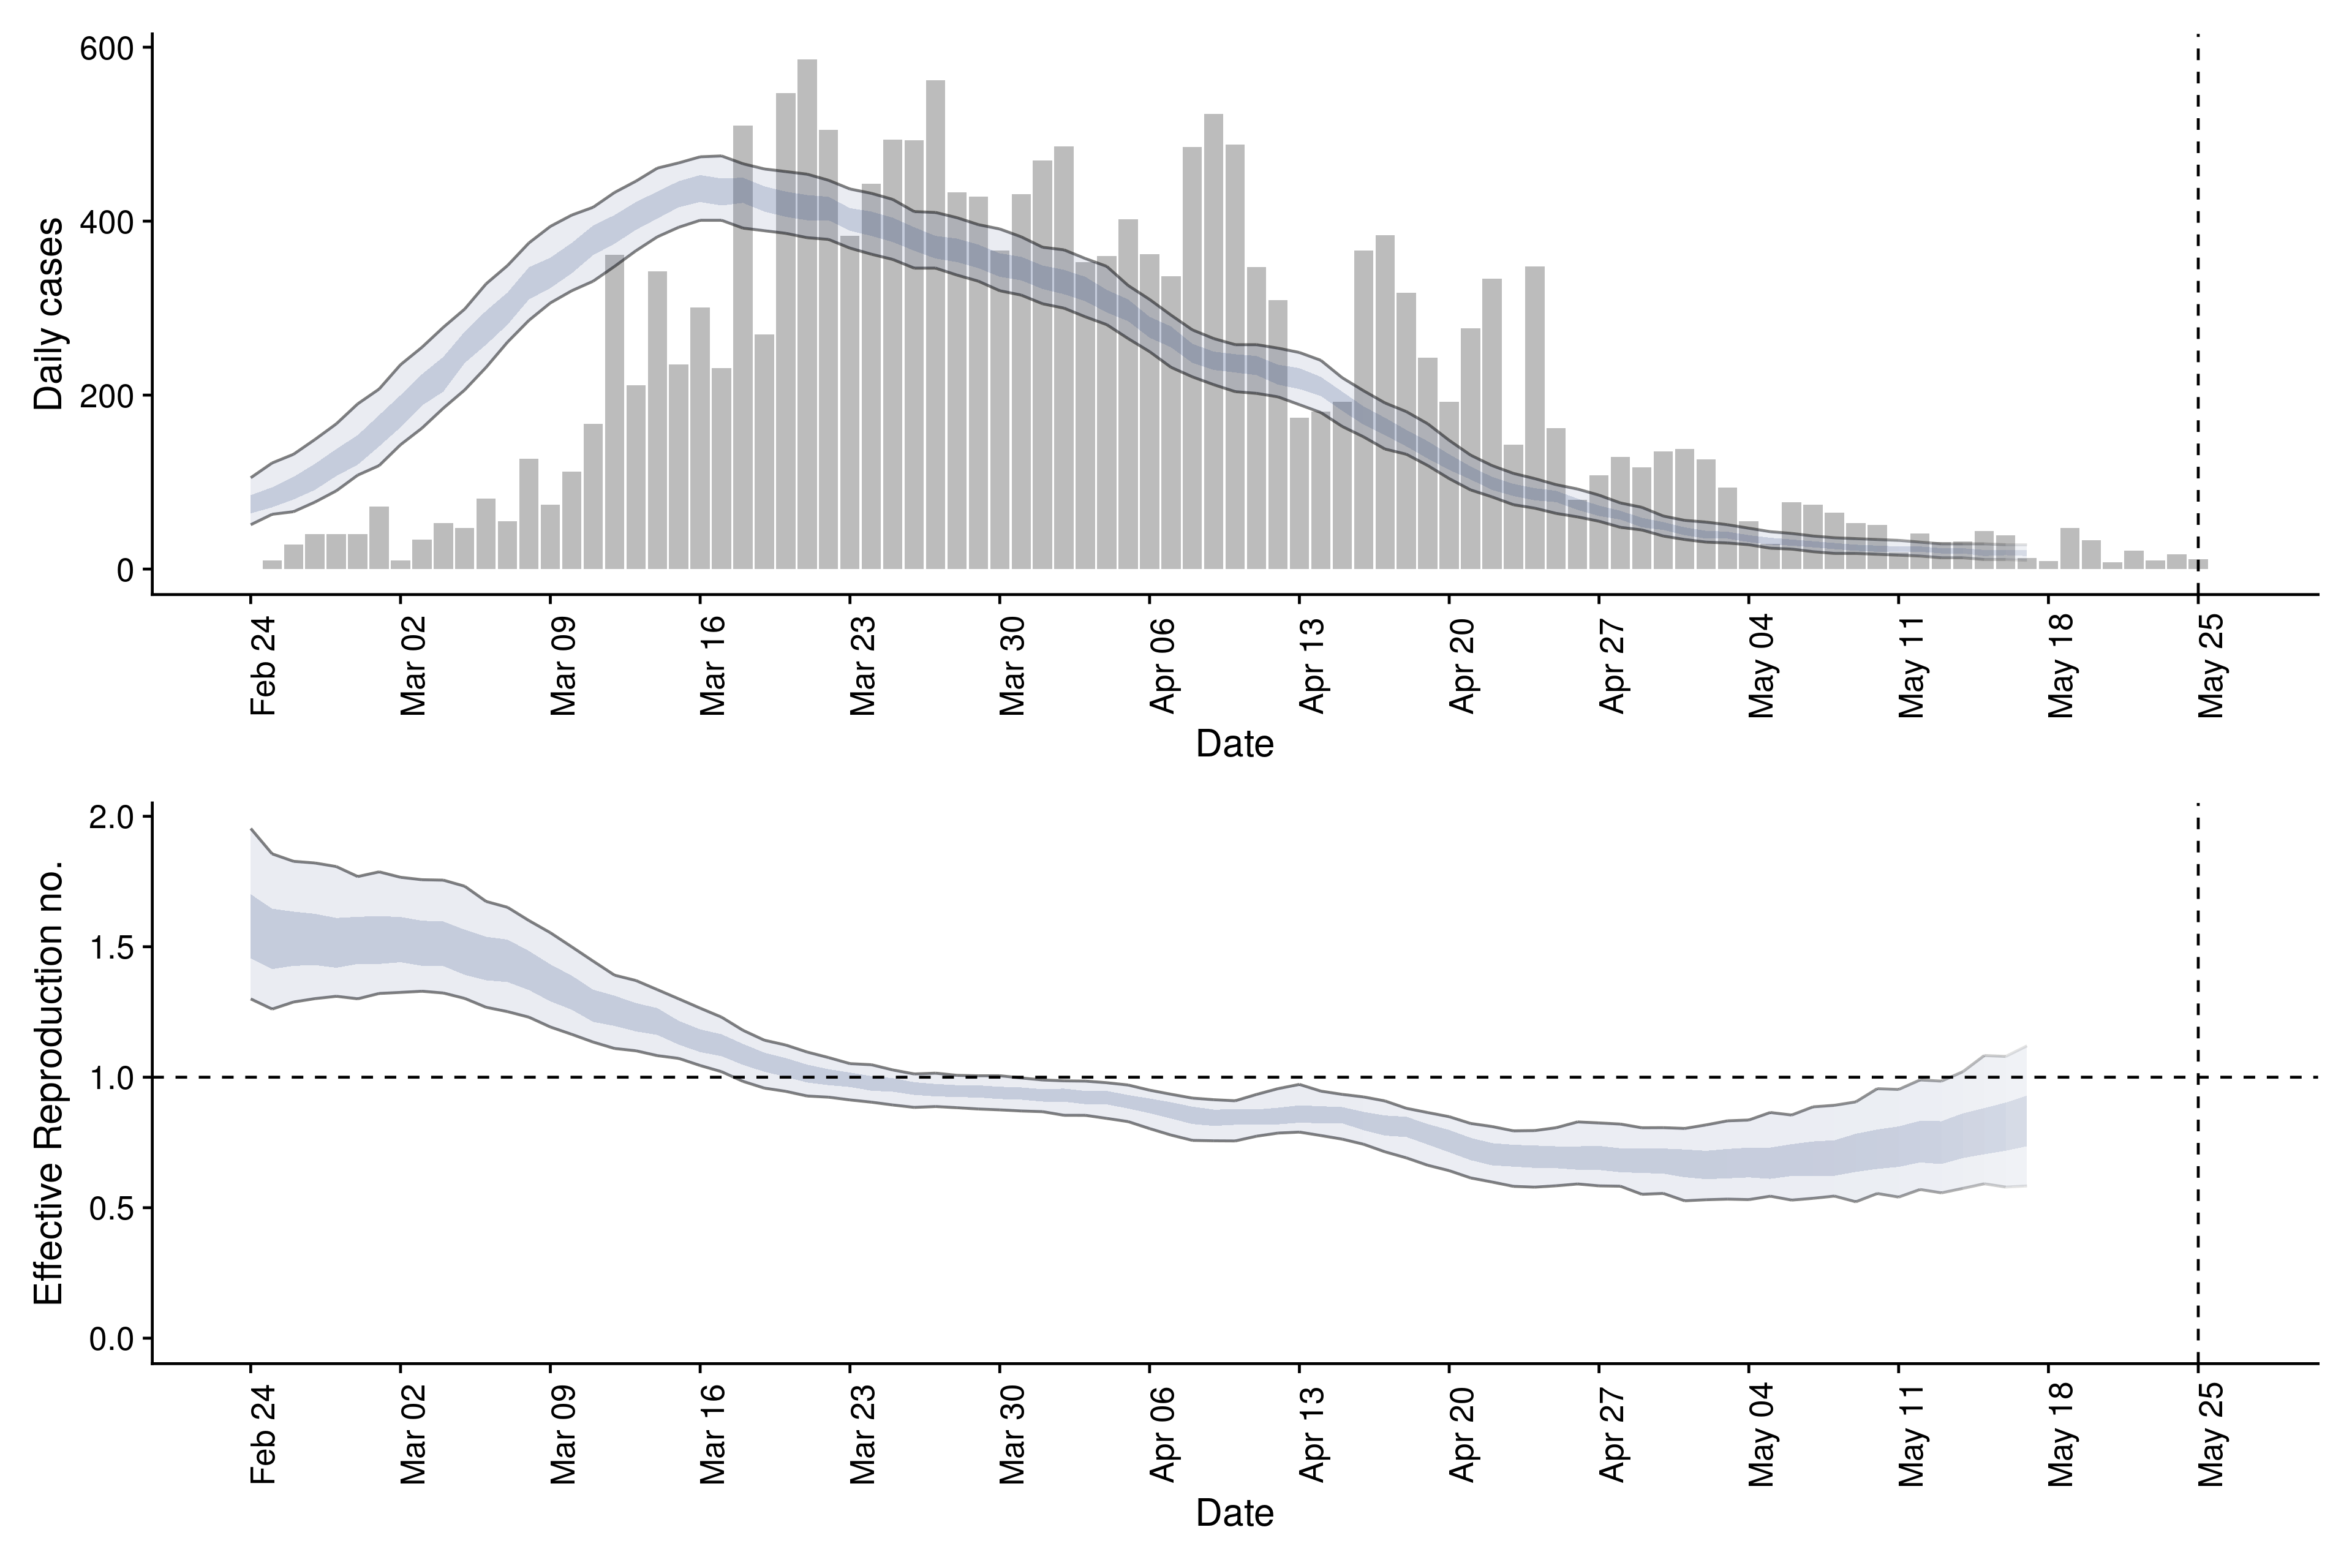 Daily cases
600
400
200
0
Feb 24
Mar 02
Mar 09
Mar 16
Mar 23
Mar 30
Apr 06
Apr 13
Apr 20
Apr 27
May 04
May 11
May 18
May 25
Date
Effective Reproduction no.
2.0
1.5
1.0
0.5
0.0
Feb 24
Mar 02
Mar 09
Mar 16
Mar 23
Mar 30
Apr 06
Apr 13
Apr 20
Apr 27
May 04
May 11
May 18
May 25
Date